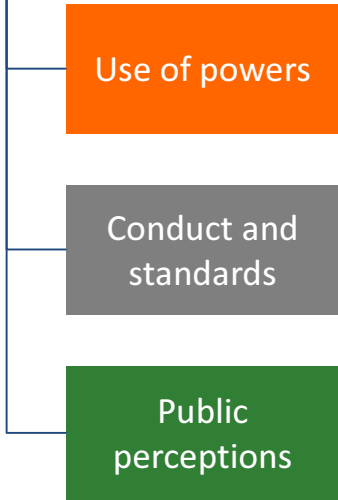 Use of powers
Conduct and
standards
Public
perceptions